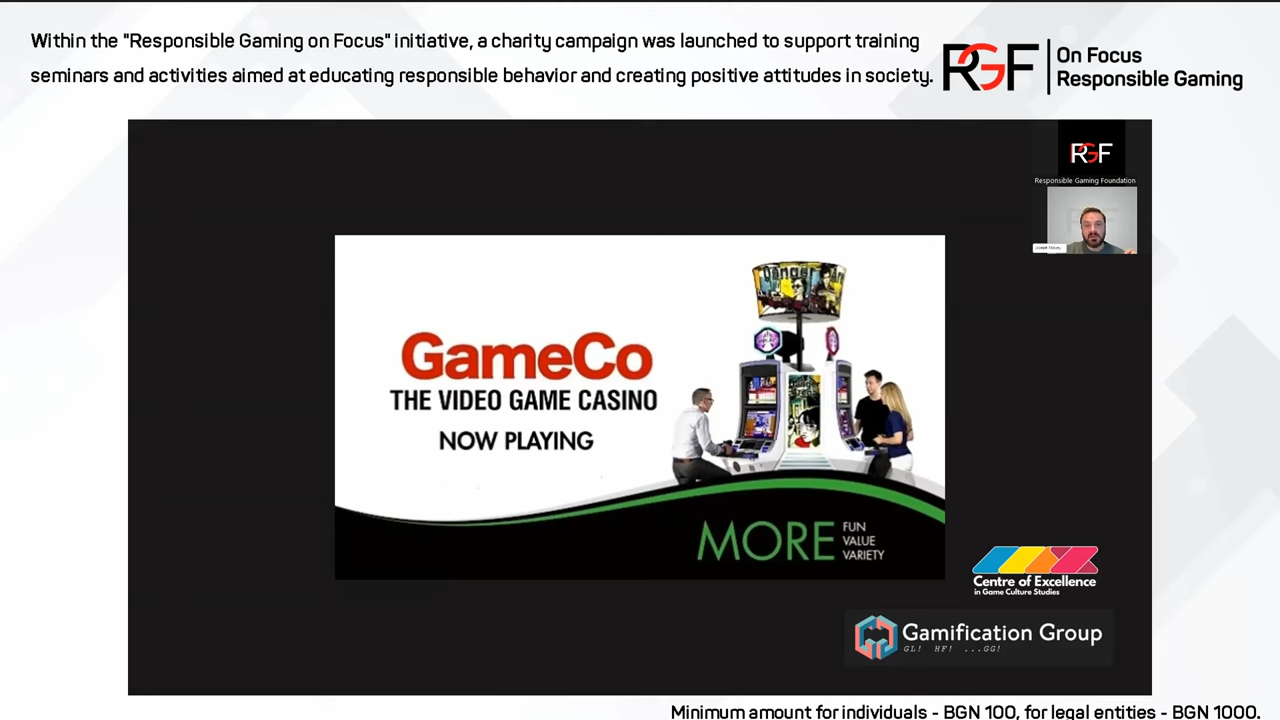 Within the "Responsible Gaming on Focus" initiative, a charity campaign was launched to support training
seminars and activities aimed at educating responsible behavior and creating positive attitudes in society.
RGF
On Focus
Responsible Gaming
RGF
Responsible Gaming Foundation
GameCo
THE VIDEO GAME CASINO
NOW PLAYING
Danger
MORE
FUN
VALUE
VARIETY
Centre of Excellence
in Game Culture Studies
Gamification Group
GL! HF! ...GG!
Minimum amount for individuals - BGN 100, for legal entities - BGN 1000.